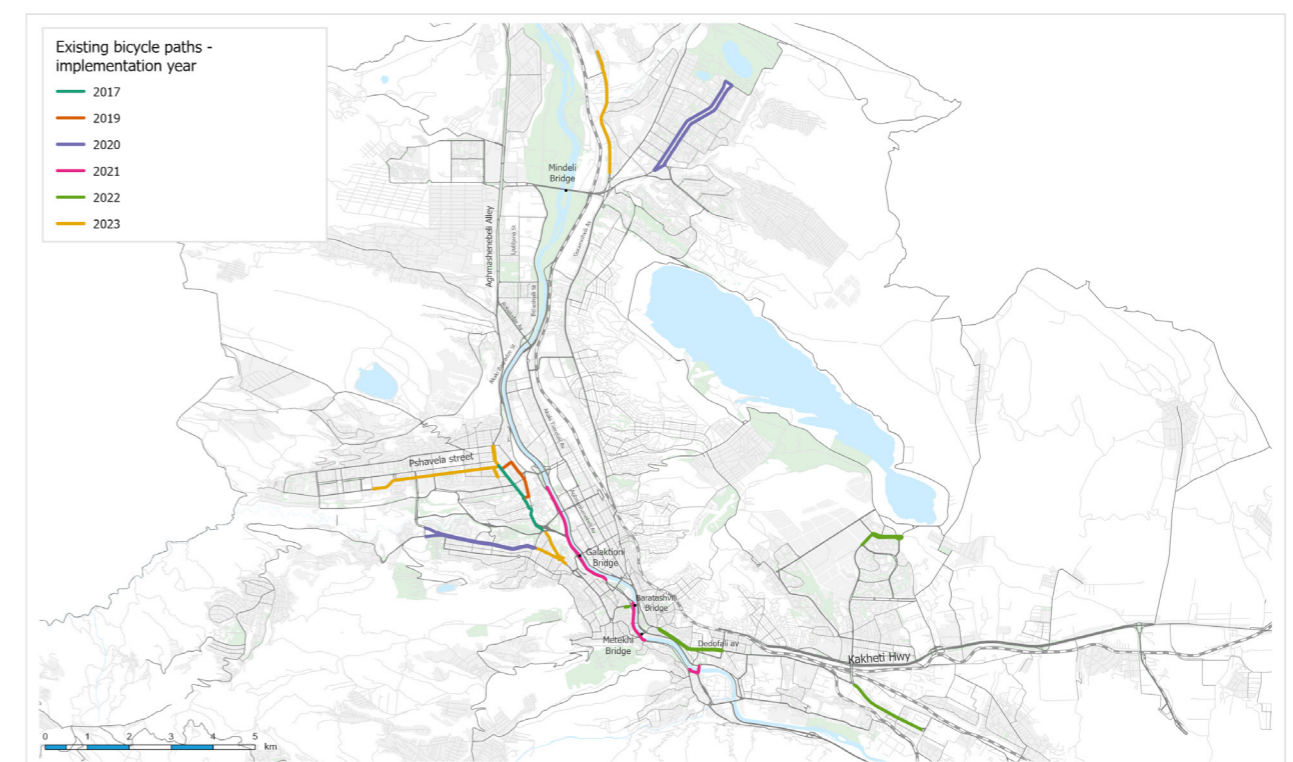 Existing bicycle paths -
implementation year
2017
2019
2020
2021
2022
2023
Mindeli
Bridge
Aghmashenebeli Alley
Pshavela street
Galaktioni
Bridge
Baratashvili
Bridge
Metekhi
Bridge
Dedofali av
Kakheti Hwy
0 1 2 3 4 5
km